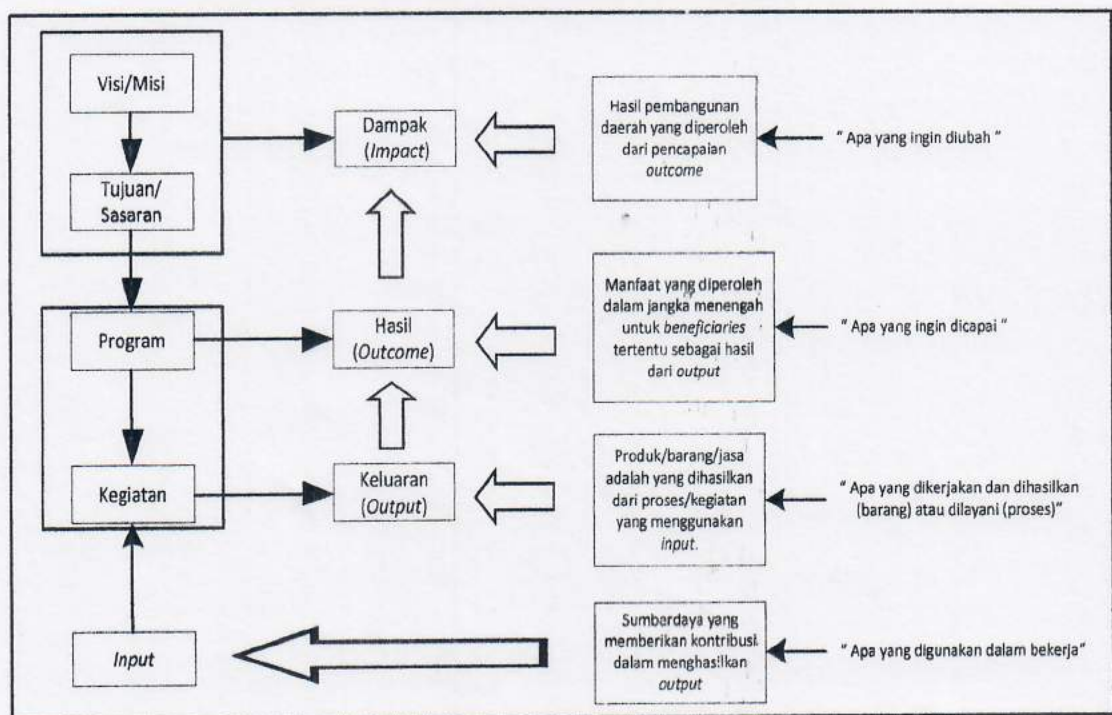 Visi/Misi
Tujuan/
Sasaran
Dampak
(Impact)
Hasil pembangunan
daerah yang diperoleh
dari pencapaian
outcome
" Apa yang ingin diubah "
Program
Hasil
(Outcome)
Manfaat yang diperoleh
dalam jangka menengah
untuk beneficiaries
tertentu sebagai hasil
dari output
" Apa yang ingin dicapai "
Kegiatan
Keluaran
(Output)
Produk/barang/jasa
adalah yang dihasilkan
dari proses/kegiatan
yang menggunakan
input.
" Apa yang dikerjakan dan dihasilkan
(barang) atau dilayani (proses)"
Input
Sumberdaya yang
memberikan kontribusi
dalam menghasilkan
output
" Apa yang digunakan dalam bekerja"